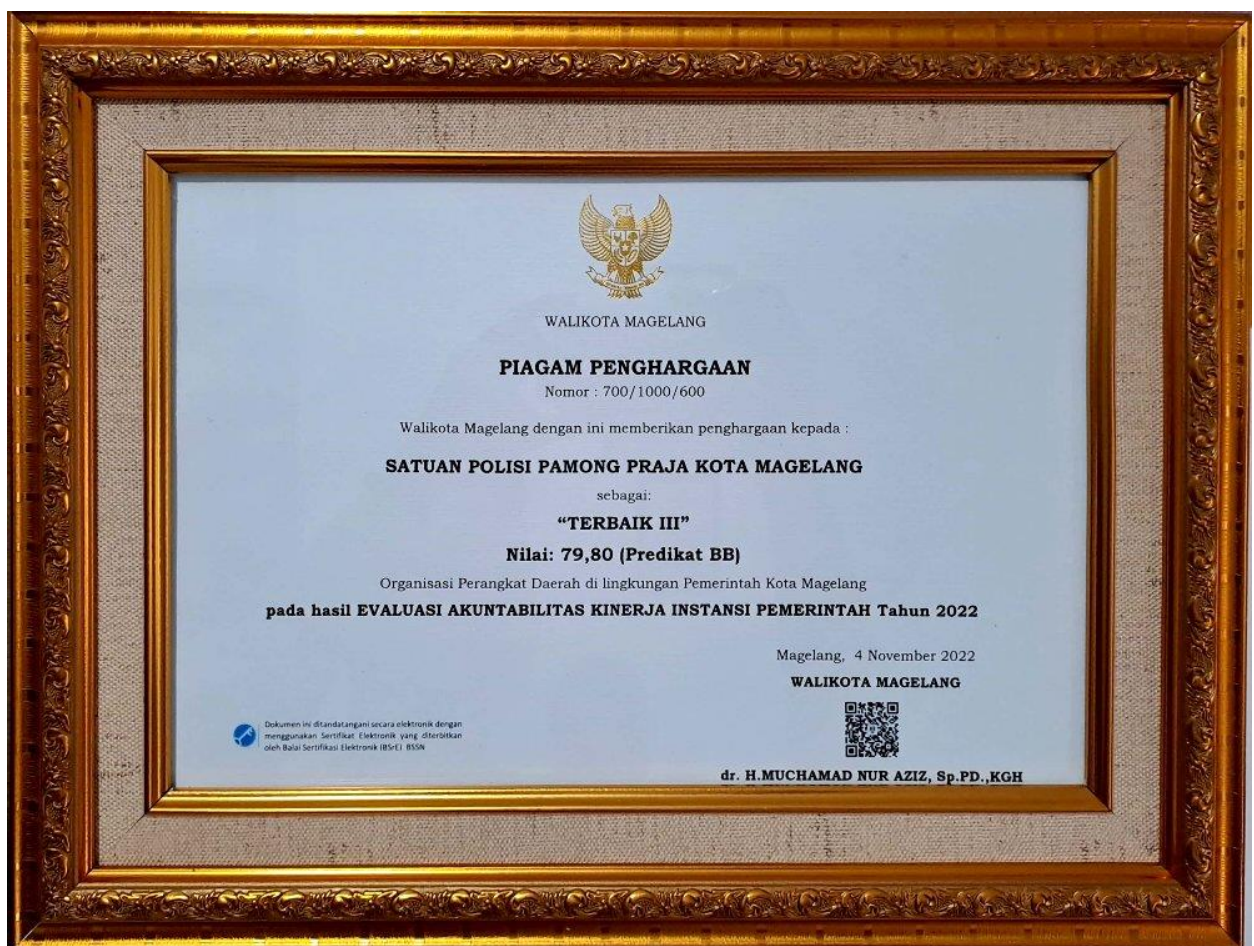 WALIKOTA MAGELANG
PIAGAM PENGHARGAAN
Nomor : 700/1000/600
Walikota Magelang dengan ini memberikan penghargaan kepada :
SATUAN POLISI PAMONG PRAJA KOTA MAGELANG
sebagai:
“TERBAIK III”
Nilai: 79,80 (Predikat BB)
Organisasi Perangkat Daerah di lingkungan Pemerintah Kota Magelang
pada hasil EVALUASI AKUNTABILITAS KINERJA INSTANSI PEMERINTAH Tahun 2022
Magelang, 4 November 2022
WALIKOTA MAGELANG
Dokumen ini ditandatangani secara elektronik dengan
menggunakan Sertifikat Elektronik yang diterbitkan
oleh Balai Sertifikasi Elektronik (BSrE) BSSN
dr. H.MUCHAMAD NUR AZIZ, Sp.PD.,KGH